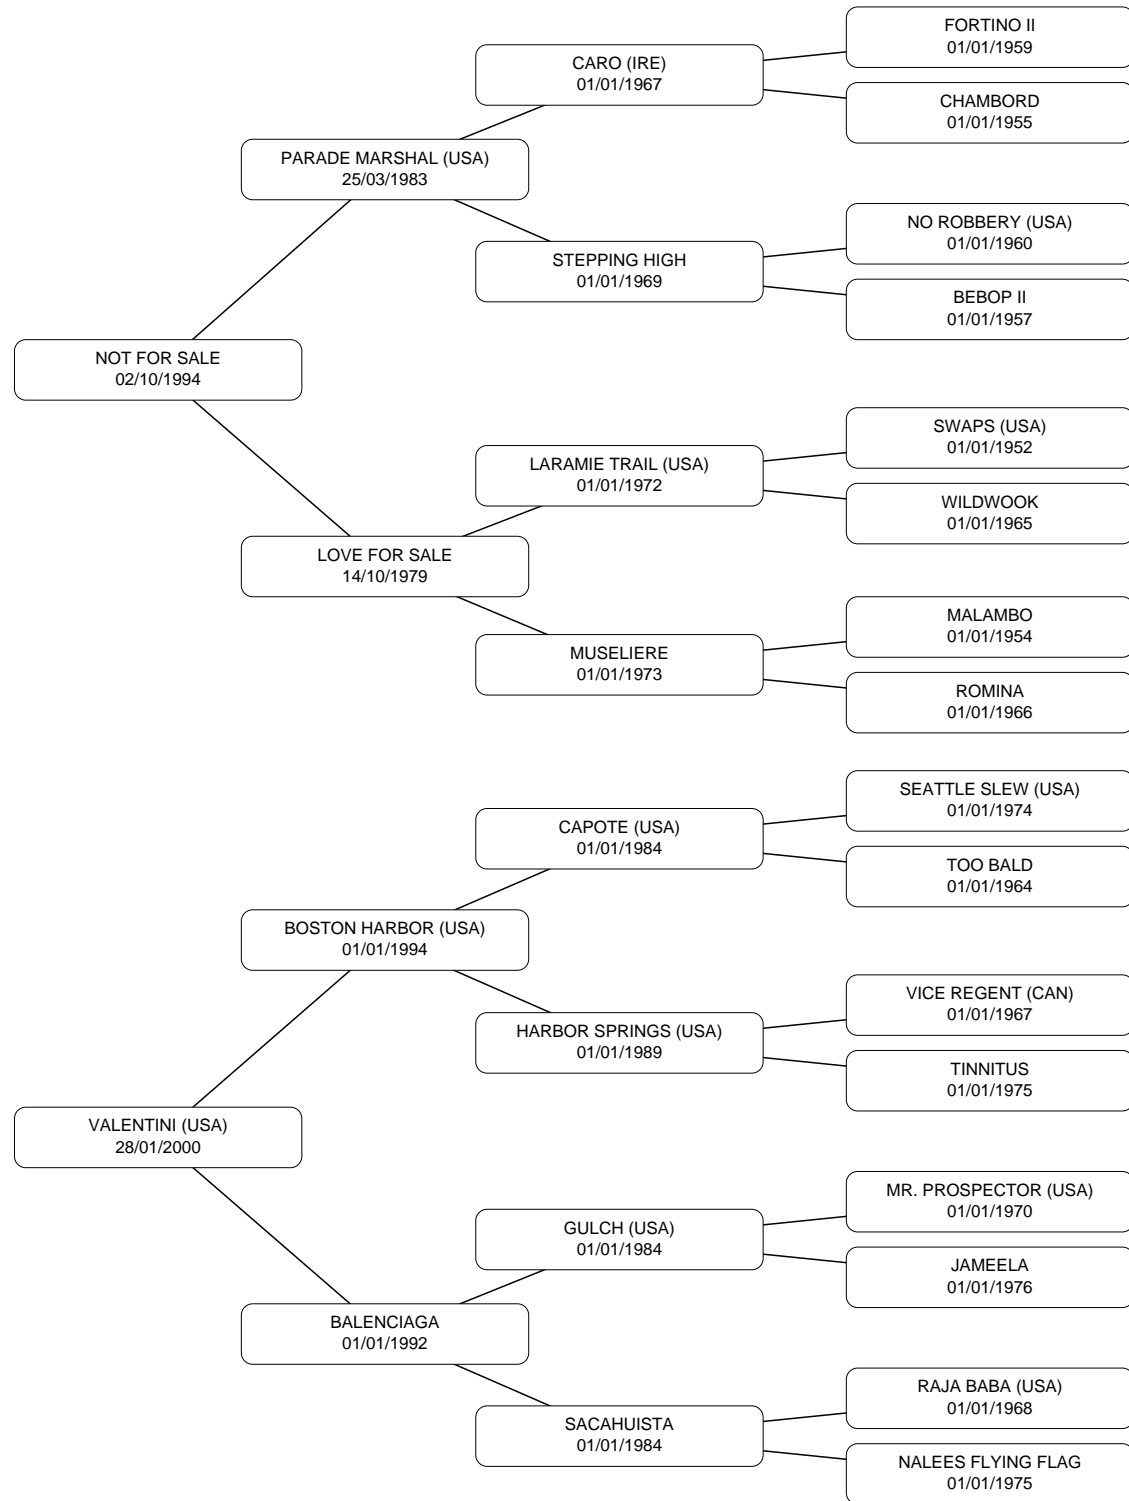 FORTINO II
01/01/1959
CARO (IRE)
01/01/1967
CHAMBORD
01/01/1955
PARADE MARSHAL (USA)
25/03/1983
NO ROBBERY (USA)
01/01/1960
STEPPING HIGH
01/01/1969
BEBOP II
01/01/1957
NOT FOR SALE
02/10/1994
SWAPS (USA)
01/01/1952
LARAMIE TRAIL (USA)
01/01/1972
WILDWOOK
01/01/1965
LOVE FOR SALE
14/10/1979
MALAMBO
01/01/1954
MUSELIERE
01/01/1973
ROMINA
01/01/1966
SEATTLE SLEW (USA)
01/01/1974
CAPOTE (USA)
01/01/1984
TOO BALD
01/01/1964
BOSTON HARBOR (USA)
01/01/1994
VICE REGENT (CAN)
01/01/1967
HARBOR SPRINGS (USA)
01/01/1989
TINNITUS
01/01/1975
VALENTINI (USA)
28/01/2000
MR. PROSPECTOR (USA)
01/01/1970
GULCH (USA)
01/01/1984
JAMEELA
01/01/1976
BALENCIAGA
01/01/1992
RAJA BABA (USA)
01/01/1968
SACAHUISTA
01/01/1984
NALEES FLYING FLAG
01/01/1975